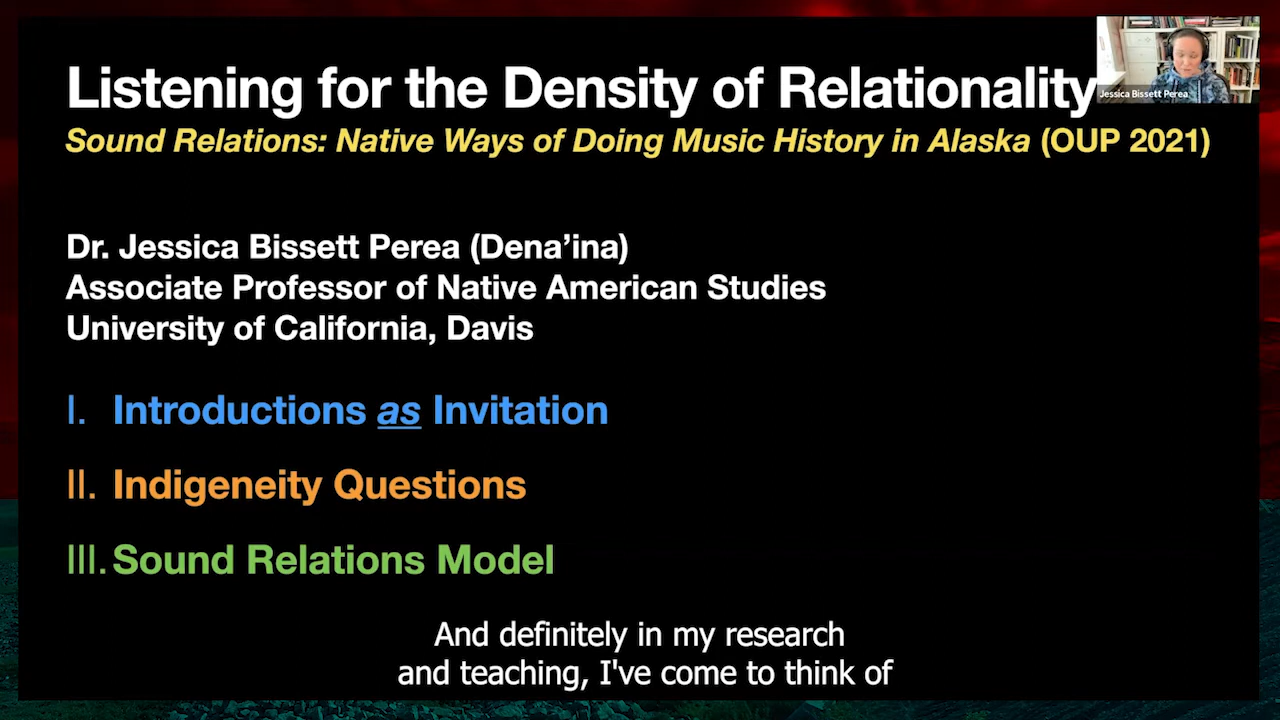 Listening for the Density of Relationality
Jessica Bissett Perea
Sound Relations: Native Ways of Doing Music History in Alaska (OUP 2021)
Dr. Jessica Bissett Perea (Dena’ina)
Associate Professor of Native American Studies
University of California, Davis
I. Introductions as Invitation
II. Indigeneity Questions
III. Sound Relations Model
And definitely in my research
and teaching, I've come to think of